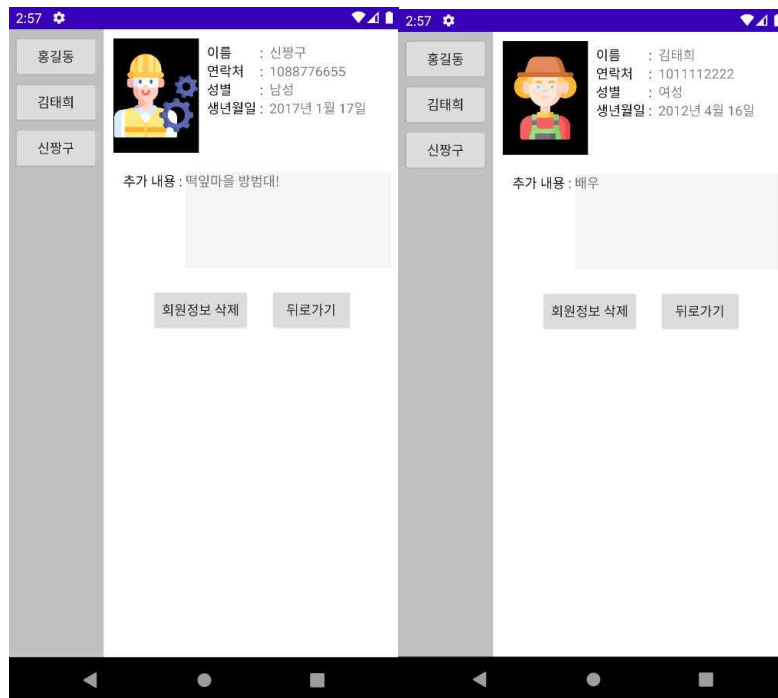 2:57
홍길동
김태희
신짱구
이름 : 신짱구
연락처 : 1088776655
성별 : 남성
생년월일 : 2017년 1월 17일
추가 내용 : 떡잎마을 방범대!
회원정보 삭제 뒤로가기
2:57
홍길동
김태희
신짱구
이름 : 김태희
연락처 : 1011112222
성별 : 여성
생년월일 : 2012년 4월 16일
추가 내용 : 배우
회원정보 삭제 뒤로가기